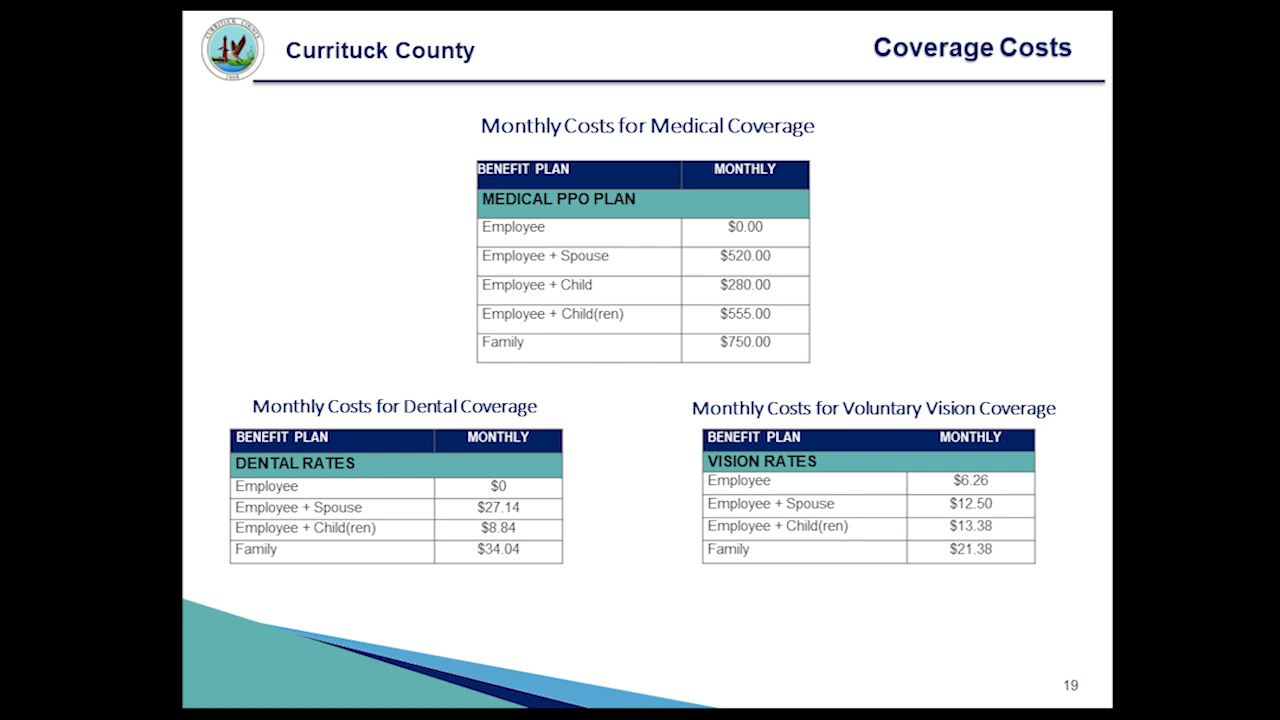 CURRITUCK COUNTY
Currituck County
Coverage Costs
Monthly Costs for Medical Coverage
BENEFIT PLAN MONTHLY
MEDICAL PPO PLAN
Employee $0.00
Employee + Spouse $520.00
Employee + Child $280.00
Employee + Child(ren) $555.00
Family $750.00
Monthly Costs for Dental Coverage
BENEFIT PLAN MONTHLY
DENTAL RATES
Employee $0
Employee + Spouse $27.14
Employee + Child(ren) $8.84
Family $34.04
Monthly Costs for Voluntary Vision Coverage
BENEFIT PLAN MONTHLY
VISION RATES
Employee $6.26
Employee + Spouse $12.50
Employee + Child(ren) $13.38
Family $21.38
19